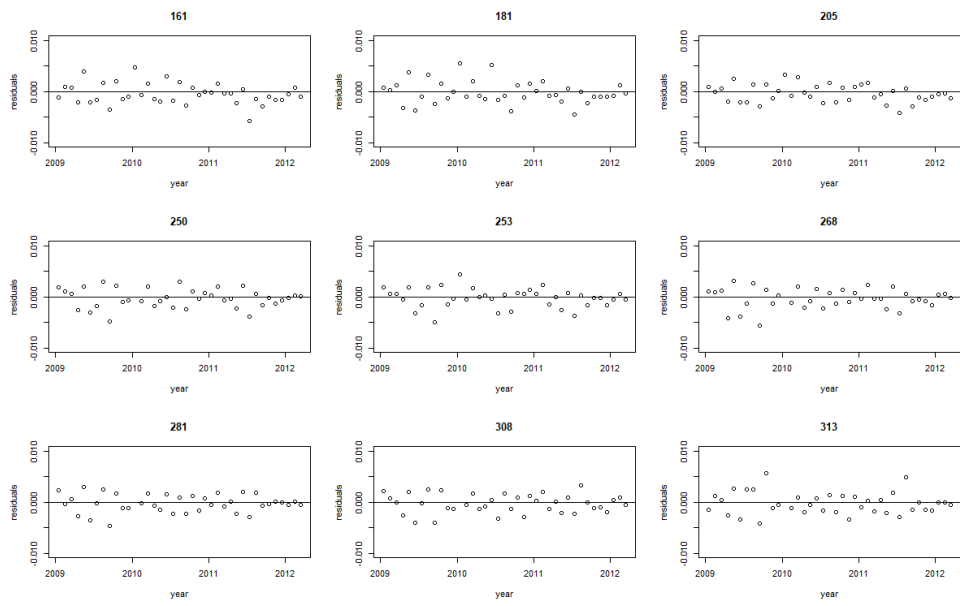 161 181 205
0.010 0.010 0.010
residuals residuals residuals
0.000 0.000 0.000
-0.010 -0.010 -0.010
2009 2010 2011 2012 2009 2010 2011 2012 2009 2010 2011 2012
year year year
250 253 268
0.010 0.010 0.010
residuals residuals residuals
0.000 0.000 0.000
-0.010 -0.010 -0.010
2009 2010 2011 2012 2009 2010 2011 2012 2009 2010 2011 2012
year year year
281 308 313
0.010 0.010 0.010
residuals residuals residuals
0.000 0.000 0.000
-0.010 -0.010 -0.010
2009 2010 2011 2012 2009 2010 2011 2012 2009 2010 2011 2012
year year year